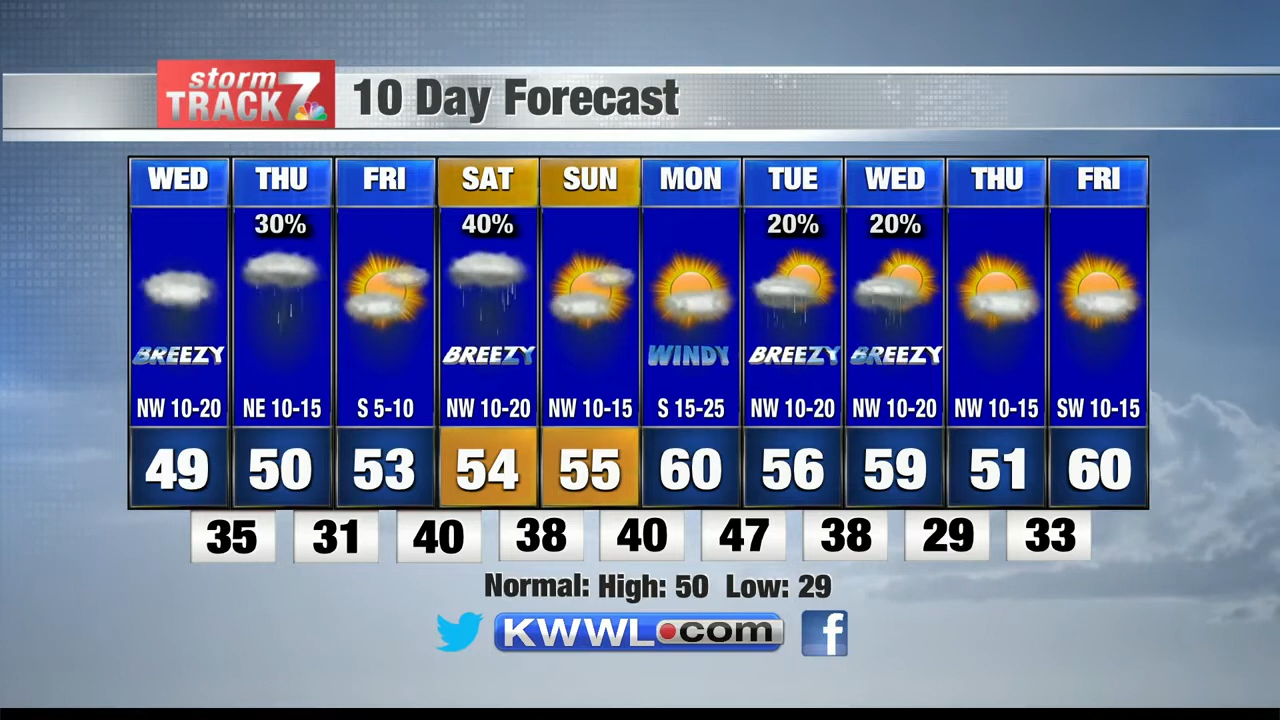 storm
TRACK 7
10 Day Forecast
WED THU FRI SAT SUN MON TUE WED THU FRI
30% 40% 20% 20%
BREEZY BREEZY WINDY BREEZY BREEZY
NW 10-20 NE 10-15 S 5-10 NW 10-20 NW 10-15 S 15-25 NW 10-20 NW 10-20 NW 10-15 SW 10-15
49 50 53 54 55 60 56 59 51 60
35 31 40 38 40 47 38 29 33
Normal: High: 50 Low: 29
KWWL.com f